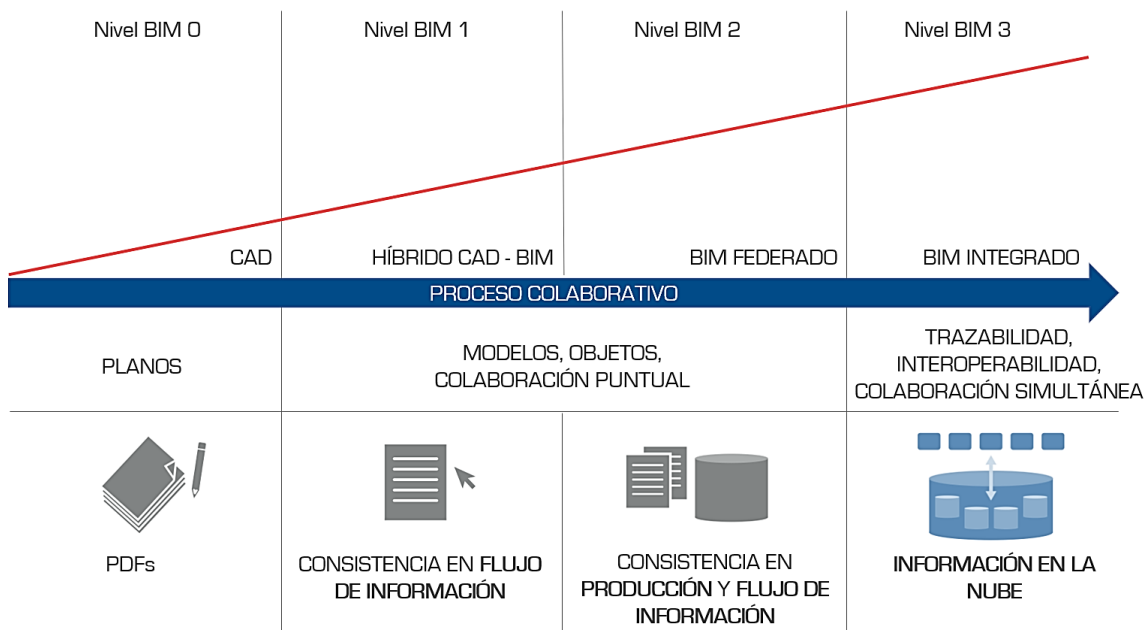 Nivel BIM 0
Nivel BIM 1
Nivel BIM 2
Nivel BIM 3
CAD
HÍBRIDO CAD - BIM
BIM FEDERADO
BIM INTEGRADO
PROCESO COLABORATIVO
PLANOS
MODELOS, OBJETOS,
COLABORACIÓN PUNTUAL
TRAZABILIDAD,
INTEROPERABILIDAD,
COLABORACIÓN SIMULTÁNEA
PDFs
CONSISTENCIA EN FLUJO
DE INFORMACIÓN
CONSISTENCIA EN
PRODUCCIÓN Y FLUJO DE
INFORMACIÓN
INFORMACIÓN EN LA
NUBE